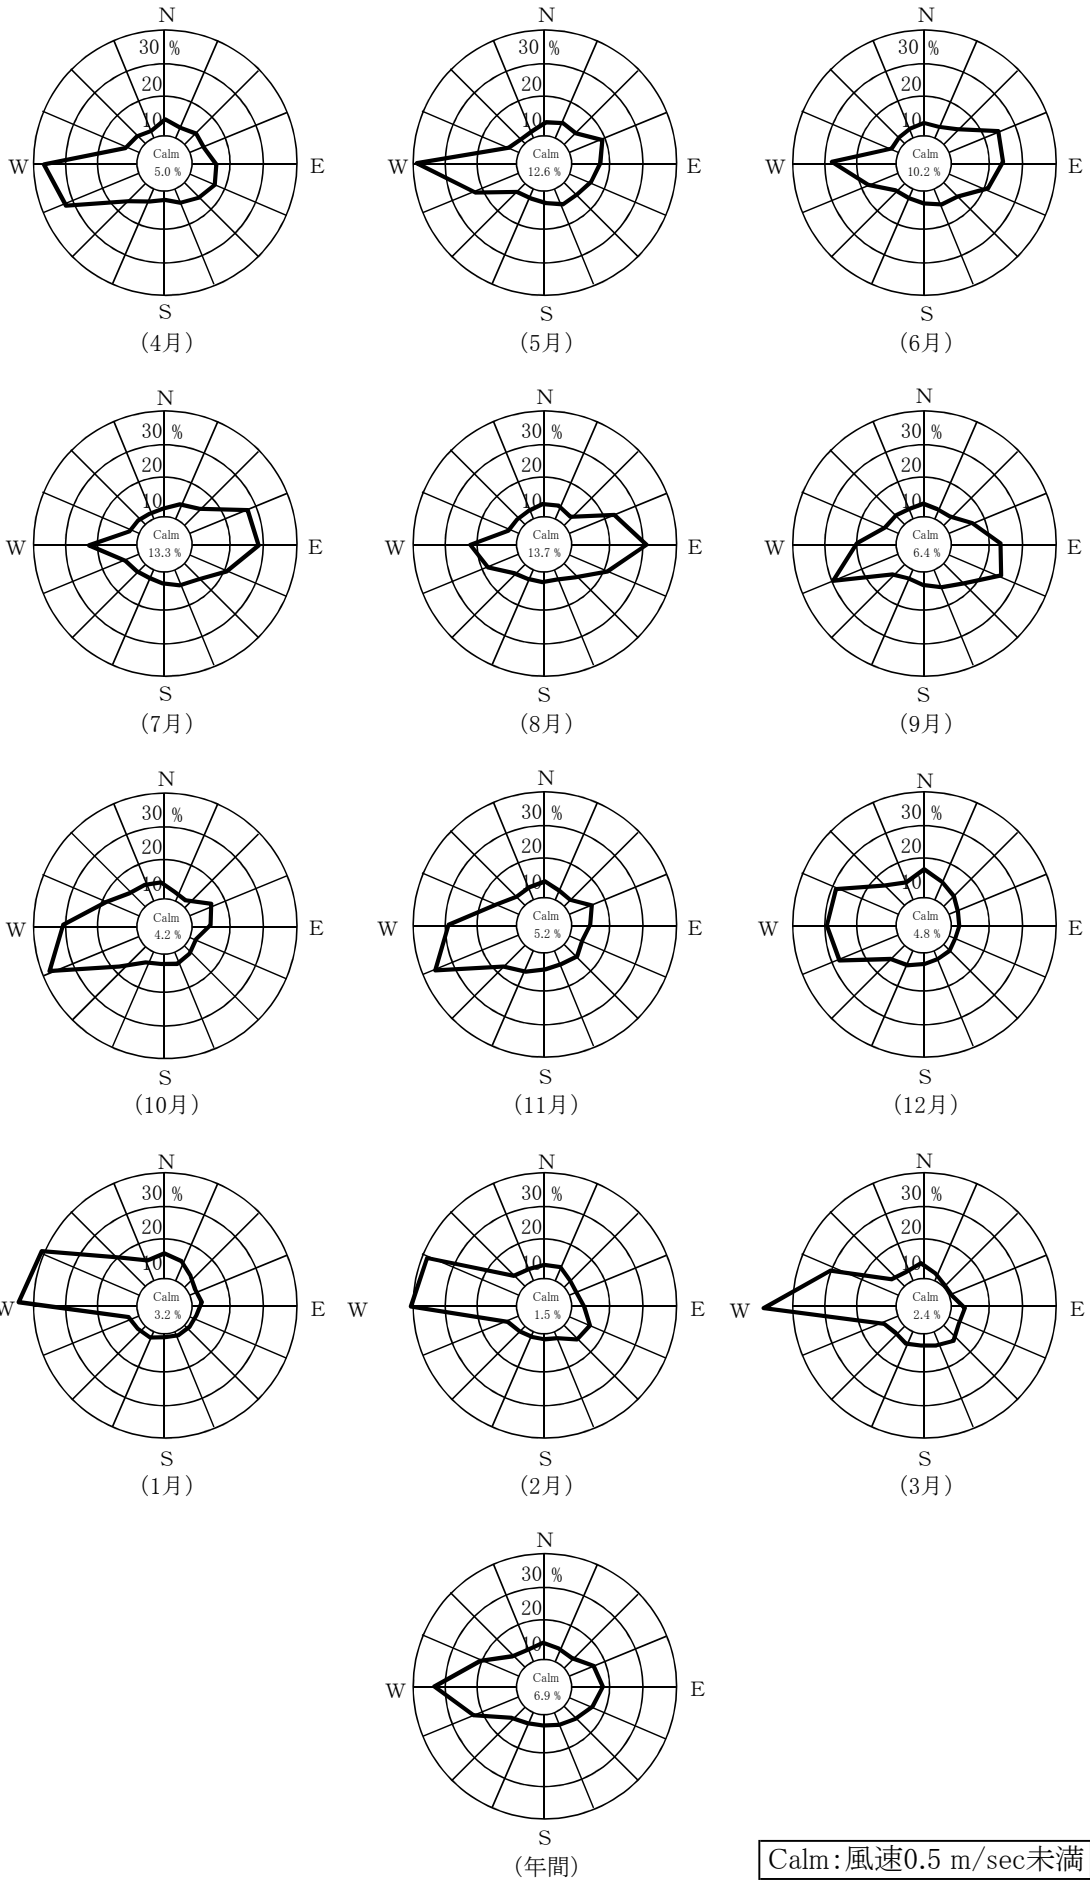 N N N
30 % 30 % 30 %
20 20 20
10 10 10
W Calm E W Calm E W Calm E
5.0 % 12.6 % 10.2 %
S S S
(4月) (5月) (6月)
N N N
30 % 30 % 30 %
20 20 20
10 10 10
W Calm E W Calm E W Calm E
13.3 % 13.7 % 6.4 %
S S S
(7月) (8月) (9月)
N N N
30 % 30 % 30 %
20 20 20
10 10 10
W Calm E W Calm E W Calm E
4.2 % 5.2 % 4.8 %
S S S
(10月) (11月) (12月)
N N N
30 % 30 % 30 %
20 20 20
10 10 10
W Calm E W Calm E W Calm E
3.2 % 1.5 % 2.4 %
S S S
(1月) (2月) (3月)
N
30 %
20
10
W Calm E
6.9 %
S
(年間)
Calm:風速0.5 m/sec未満